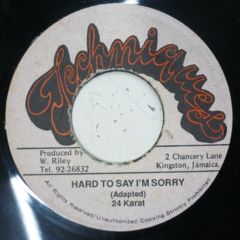 Techniques
Produced by
W. Riley
Tel. 92-26832
2 Chancery Lane
Kingston, Jamaica.
HARD TO SAY I'M SORRY
(Adapted)
24 Karat
All Rights Reserved/Unauthorized Copying Strictly Prohibited